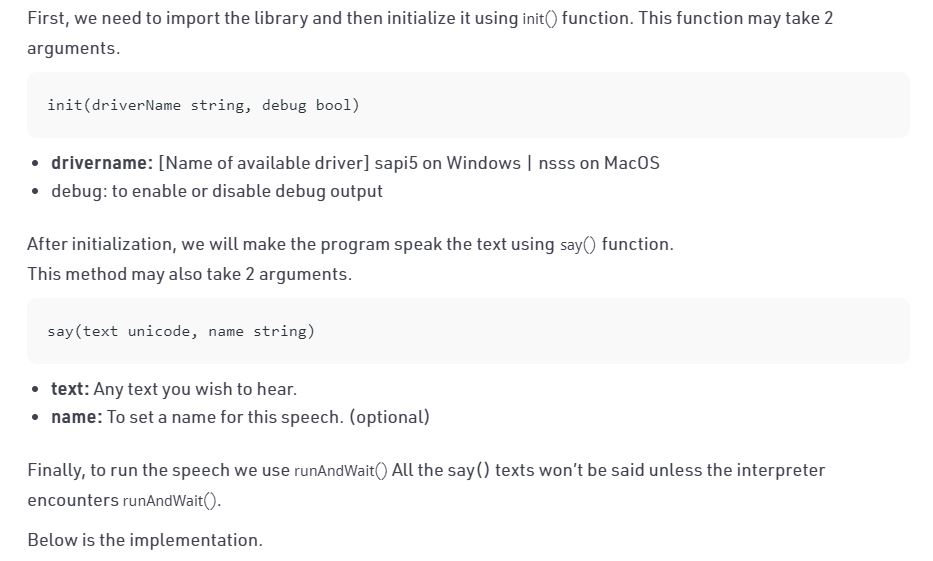 First, we need to import the library and then initialize it using init() function. This function may take 2
arguments.
init(driverName string, debug bool)
• drivername: [Name of available driver] sapi5 on Windows | nsss on MacOS
• debug: to enable or disable debug output
After initialization, we will make the program speak the text using say() function.
This method may also take 2 arguments.
say(text unicode, name string)
• text: Any text you wish to hear.
• name: To set a name for this speech. (optional)
Finally, to run the speech we use runAndWait() All the say() texts won’t be said unless the interpreter
encounters runAndWait().
Below is the implementation.